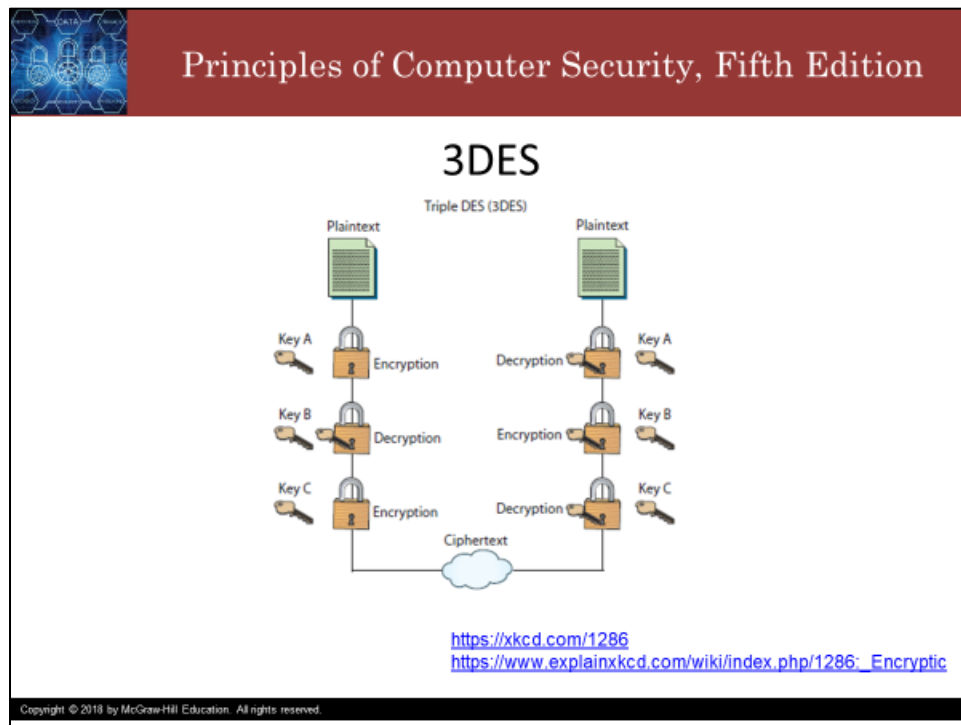 DATA
Principles of Computer Security, Fifth Edition
3DES
Triple DES (3DES)
Plaintext
Plaintext
Key A
Encryption
Decryption
Key A
Key B
Decryption
Encryption
Key B
Key C
Encryption
Decryption
Key C
Ciphertext
https://xkcd.com/1286
https://www.explainxkcd.com/wiki/index.php/1286:_Encryptic
Copyright © 2018 by McGraw-Hill Education. All rights reserved.